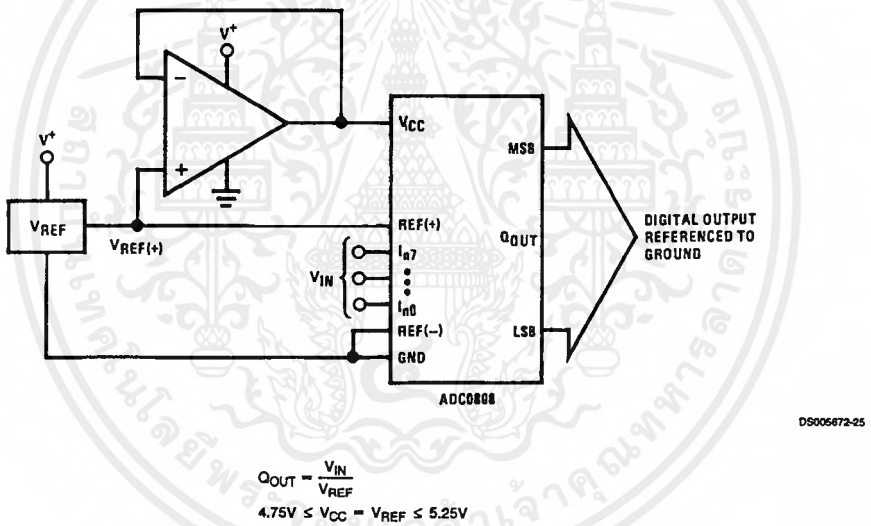 V+
−
+
V+
VREF
VREF(+)
VCC
REF(+)
In7
VIN
In0
REF(−)
GND
MSB
QOUT
LSB
ADC0808
DIGITAL OUTPUT
REFERENCED TO
GROUND
DS005672-25
QOUT = VIN / VREF
4.75V ≤ VCC = VREF ≤ 5.25V